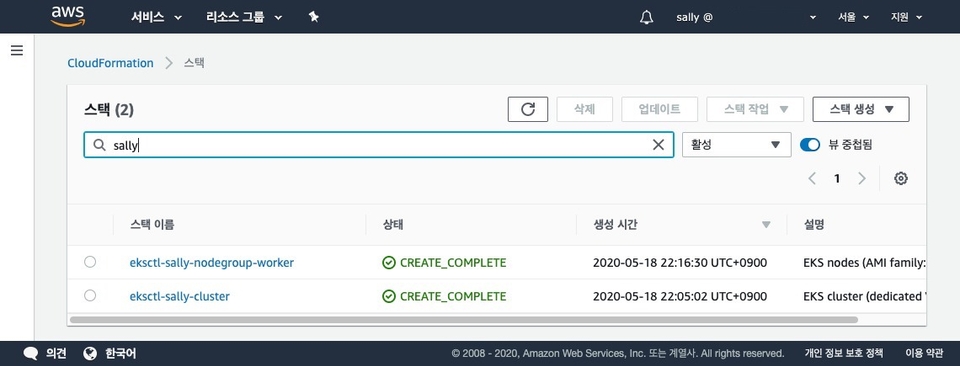 aws 서비스 리소스 그룹 sally @ 서울 지원
CloudFormation 스택
스택 (2) 삭제 업데이트 스택 작업 스택 생성
sally 활성 뷰 중첩됨
1
스택 이름 상태 생성 시간 설명
eksctl-sally-nodegroup-worker CREATE_COMPLETE 2020-05-18 22:16:30 UTC+0900 EKS nodes (AMI family:
eksctl-sally-cluster CREATE_COMPLETE 2020-05-18 22:05:02 UTC+0900 EKS cluster (dedicated
의견 한국어 © 2008 - 2020, Amazon Web Services, Inc. 또는 계열사. All rights reserved. 개인 정보 보호 정책 이용 약관